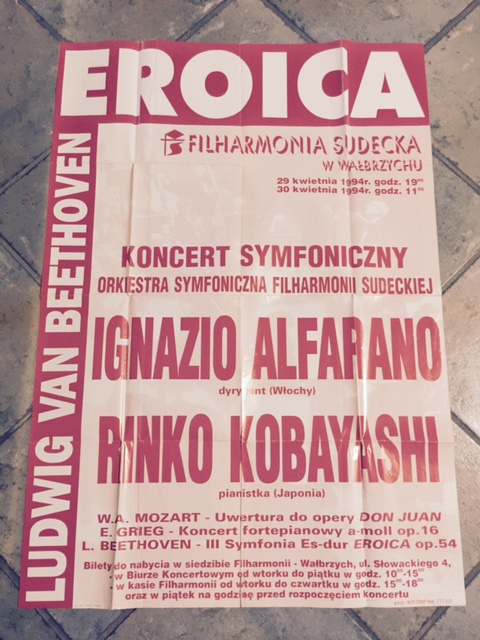 EROICA
LUDWIG VAN BEETHOVEN
FILHARMONIA SUDECKA
W WAŁBRZYCHU
29 kwietnia 1994r. godz. 19⁰⁰
30 kwietnia 1994r. godz. 11⁰⁰
KONCERT SYMFONICZNY
ORKIESTRA SYMFONICZNA FILHARMONII SUDECKIEJ
IGNAZIO ALFARANO
dyrygent (Włochy)
RINKO KOBAYASHI
pianistka (Japonia)
W.A. MOZART - Uwertura do opery DON JUAN
E. GRIEG - Koncert fortepianowy a-moll op.16
L. BEETHOVEN - III Symfonia Es-dur EROICA op.54
Bilety do nabycia w siedzibie Filharmonii - Wałbrzych, ul. Słowackiego 4,
- w Biurze Koncertowym od wtorku do piątku w godz. 10⁰⁰-15⁰⁰
- w kasie Filharmonii od wtorku do czwartku w godz. 15⁰⁰-18⁰⁰
oraz w piątek na godzinę przed rozpoczęciem koncertu